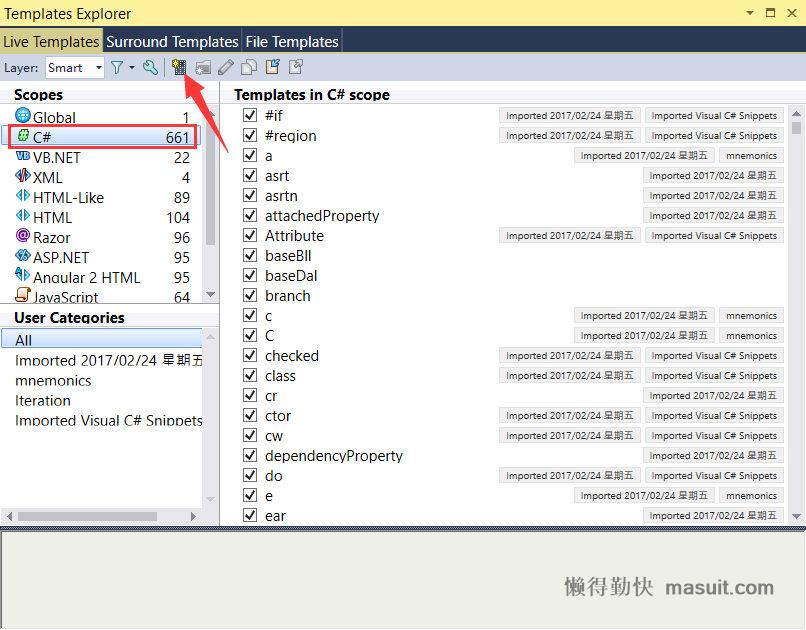 Templates Explorer
Live Templates Surround Templates File Templates
Layer: Smart
Scopes
Global 1
C# 661
VB.NET 22
XML 4
HTML-Like 89
HTML 104
Razor 96
ASP.NET 95
Angular 2 HTML 95
JavaScript 64
User Categories
All
Imported 2017/02/24 星期五
mnemonics
Iteration
Imported Visual C# Snippets
Templates in C# scope
#if Imported 2017/02/24 星期五 Imported Visual C# Snippets
#region Imported 2017/02/24 星期五 Imported Visual C# Snippets
a Imported 2017/02/24 星期五 mnemonics
asrt Imported 2017/02/24 星期五
asrtn Imported 2017/02/24 星期五
attachedProperty Imported 2017/02/24 星期五
Attribute Imported 2017/02/24 星期五 Imported Visual C# Snippets
baseBll
baseDal
branch
c Imported 2017/02/24 星期五 mnemonics
C Imported 2017/02/24 星期五 mnemonics
checked Imported 2017/02/24 星期五 Imported Visual C# Snippets
class Imported 2017/02/24 星期五 Imported Visual C# Snippets
cr Imported 2017/02/24 星期五
ctor Imported 2017/02/24 星期五 Imported Visual C# Snippets
cw Imported 2017/02/24 星期五 Imported Visual C# Snippets
dependencyProperty Imported 2017/02/24 星期五
do Imported 2017/02/24 星期五 Imported Visual C# Snippets
e Imported 2017/02/24 星期五 mnemonics
ear Imported 2017/02/24 星期五
懒得勤快 masuit.com